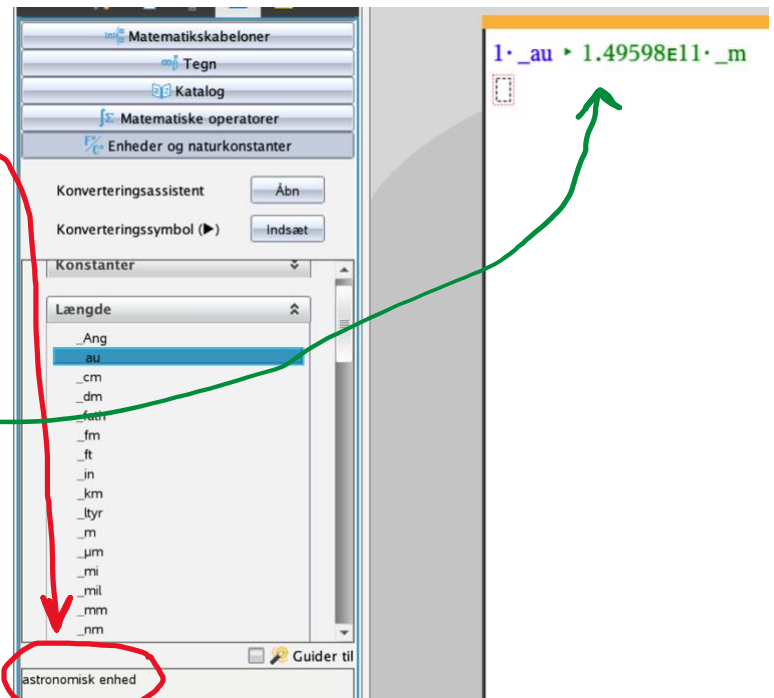 Matematikskabeloner
Tegn
Katalog
Matematiske operatorer
Enheder og naturkonstanter
Konverteringsassistent Åbn
Konverteringssymbol (▶) Indsæt
Konstanter
Længde
_Ang
_au
_cm
_dm
_fath
_fm
_ft
_in
_km
_ltyr
_m
_µm
_mi
_mil
_mm
_nm
Guider til
astronomisk enhed
1·_au ▸ 1.49598ᴇ11·_m